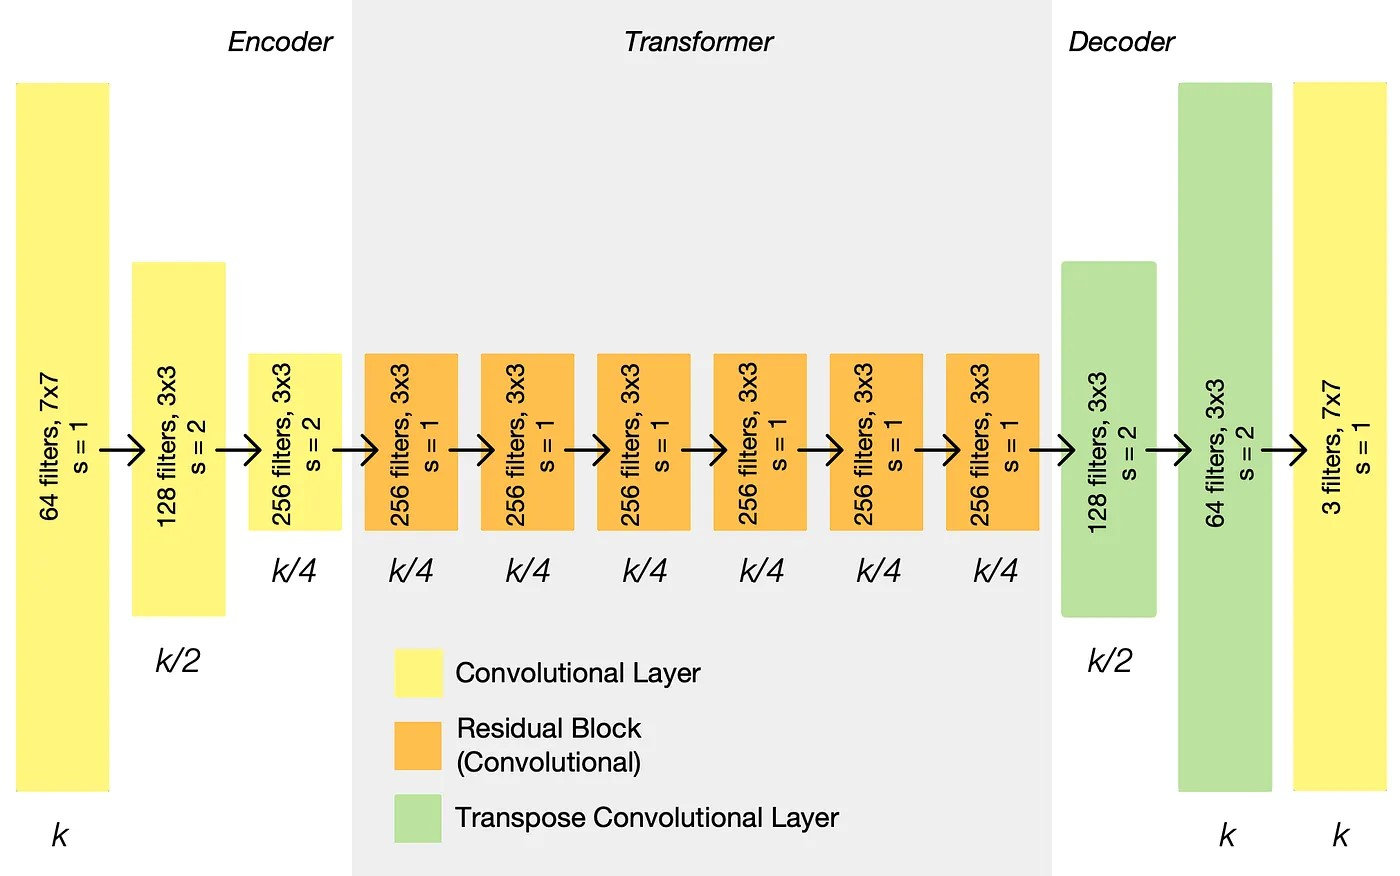 Encoder
Transformer
Decoder
64 filters, 7x7
s = 1
128 filters, 3x3
s = 2
256 filters, 3x3
s = 2
256 filters, 3x3
s = 1
256 filters, 3x3
s = 1
256 filters, 3x3
s = 1
256 filters, 3x3
s = 1
256 filters, 3x3
s = 1
256 filters, 3x3
s = 1
128 filters, 3x3
s = 2
64 filters, 3x3
s = 2
3 filters, 7x7
s = 1
k/4
k/4
k/4
k/4
k/4
k/4
k/4
k/2
k/2
Convolutional Layer
Residual Block
(Convolutional)
Transpose Convolutional Layer
k
k
k